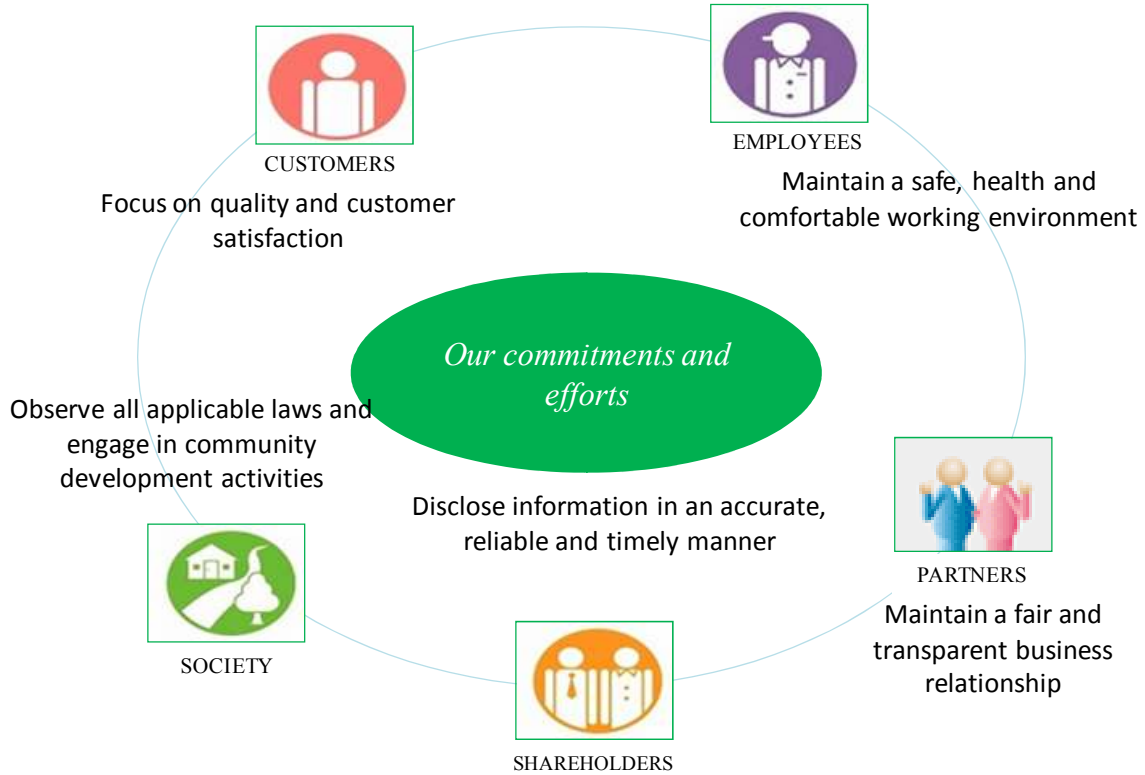 CUSTOMERS
Focus on quality and customer
satisfaction
EMPLOYEES
Maintain a safe, health and
comfortable working environment
Our commitments and
efforts
Observe all applicable laws and
engage in community
development activities
SOCIETY
Disclose information in an accurate,
reliable and timely manner
SHAREHOLDERS
PARTNERS
Maintain a fair and
transparent business
relationship